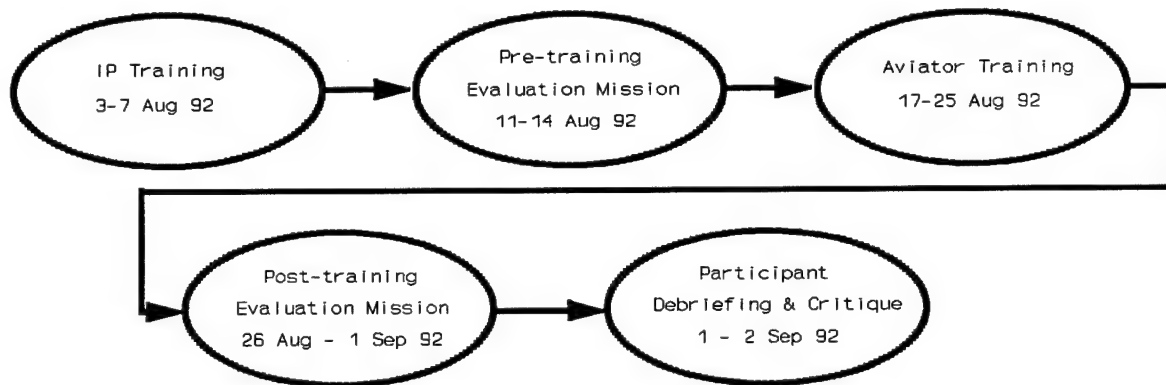 IP Training
3-7 Aug 92
Pre-training
Evaluation Mission
11-14 Aug 92
Aviator Training
17-25 Aug 92
Post-training
Evaluation Mission
26 Aug - 1 Sep 92
Participant
Debriefing & Critique
1 - 2 Sep 92